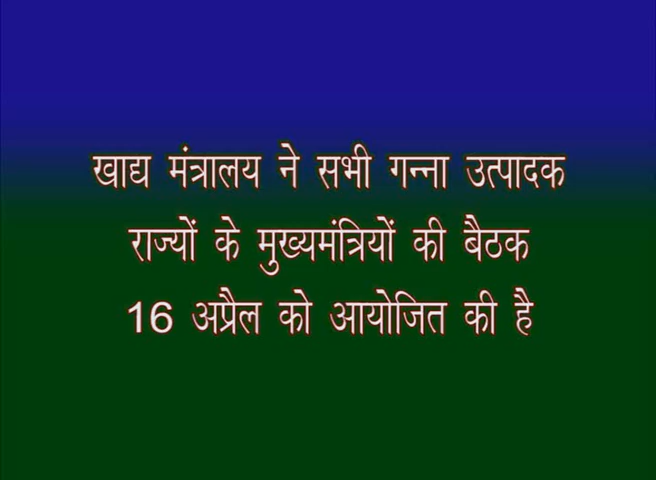 खाद्य मंत्रालय ने सभी गन्ना उत्पादक
राज्यों के मुख्यमंत्रियों की बैठक
16 अप्रैल को आयोजित की है